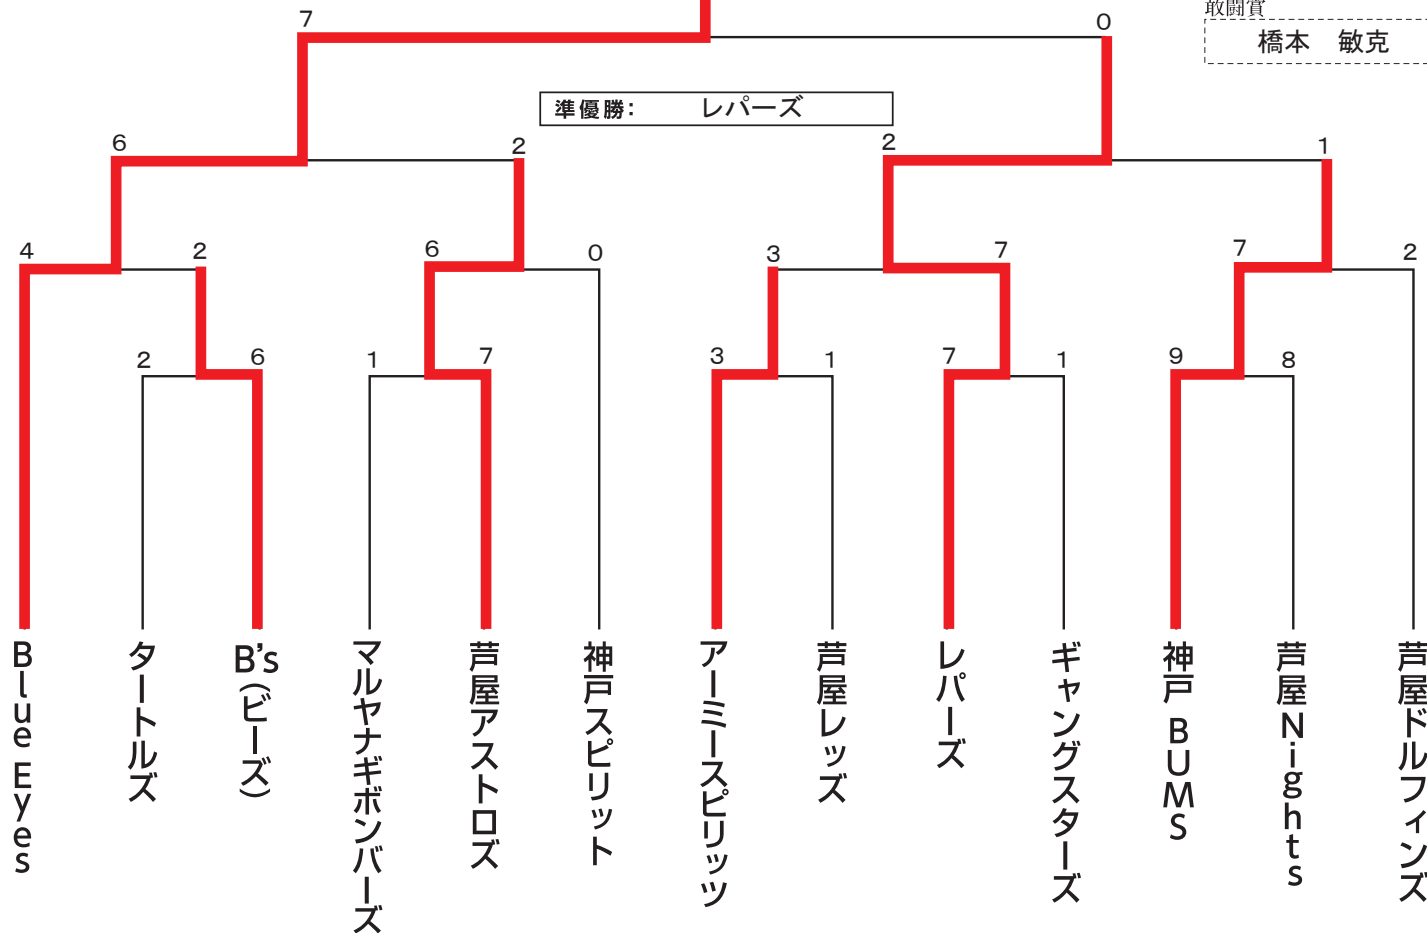 敢闘賞
橋本　敏克
7
0
準優勝:　レパーズ
6
2
2
1
4
2
6
0
3
7
7
2
2
6
1
7
3
1
7
1
9
8
Blue Eyes
タートルズ
B's(ビーズ)
マルヤナギボンバーズ
芦屋アストロズ
神戸スピリット
アーミースピリッツ
芦屋レッズ
レパーズ
ギャングスターズ
神戸 BUMS
芦屋Nights
芦屋ドルフィンズ